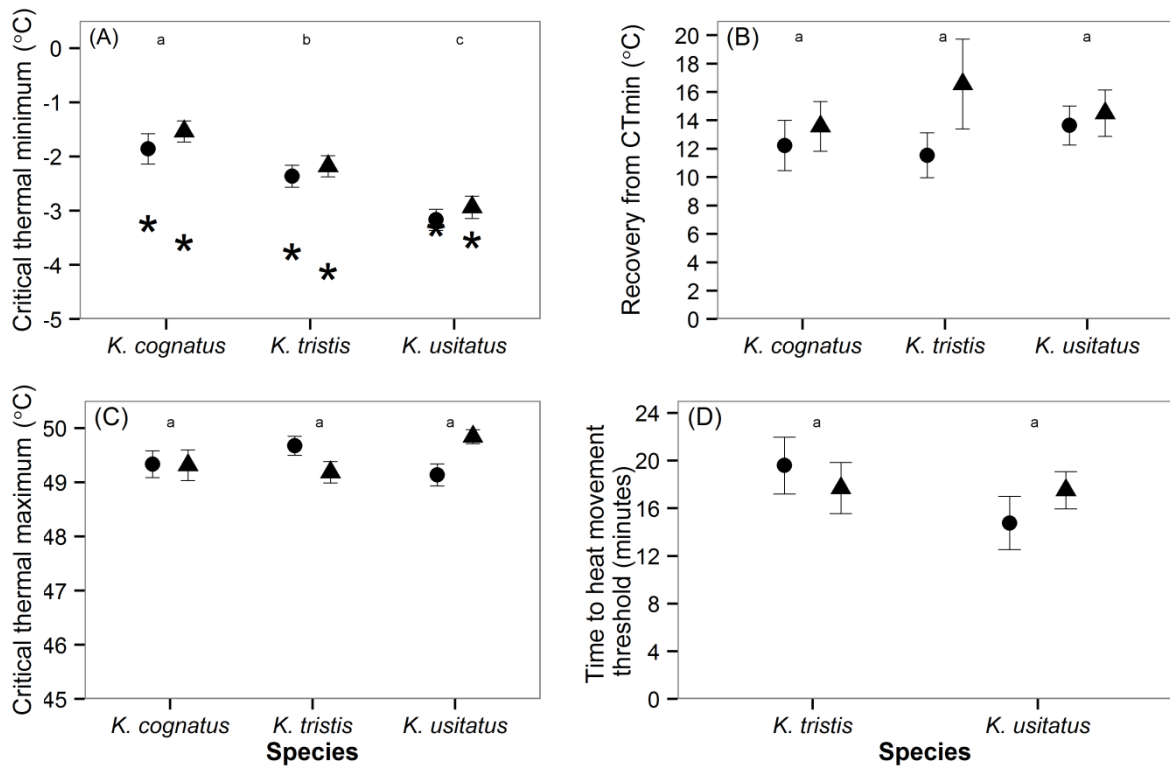 Critical thermal minimum (°C)
(A)
a
b
c
0
-1
-2
-3
-4
-5
K. cognatus
K. tristis
K. usitatus
Recovery from CTmin (°C)
(B)
a
a
a
20
18
16
14
12
10
8
6
4
2
0
K. cognatus
K. tristis
K. usitatus
Critical thermal maximum (°C)
(C)
a
a
a
50
49
48
47
46
45
K. cognatus
K. tristis
K. usitatus
Species
Time to heat movement
threshold (minutes)
(D)
a
a
24
20
16
12
8
4
0
K. tristis
K. usitatus
Species